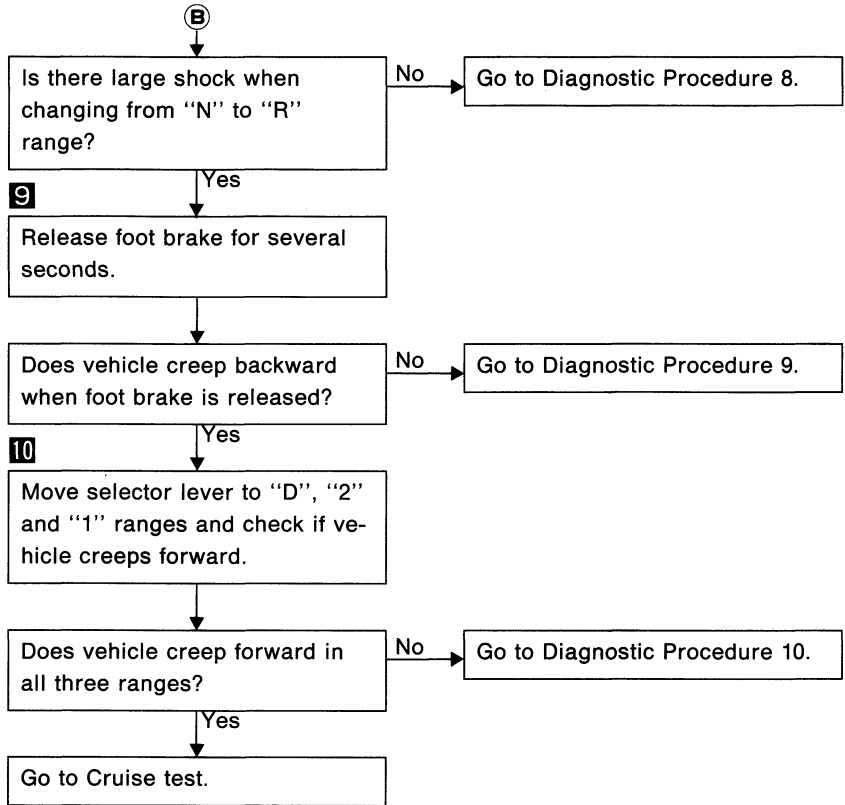 B
Is there large shock when
changing from “N” to “R”
range?
No
Go to Diagnostic Procedure 8.
Yes
9
Release foot brake for several
seconds.
Does vehicle creep backward
when foot brake is released?
No
Go to Diagnostic Procedure 9.
Yes
10
Move selector lever to “D”, “2”
and “1” ranges and check if ve-
hicle creeps forward.
Does vehicle creep forward in
all three ranges?
No
Go to Diagnostic Procedure 10.
Yes
Go to Cruise test.